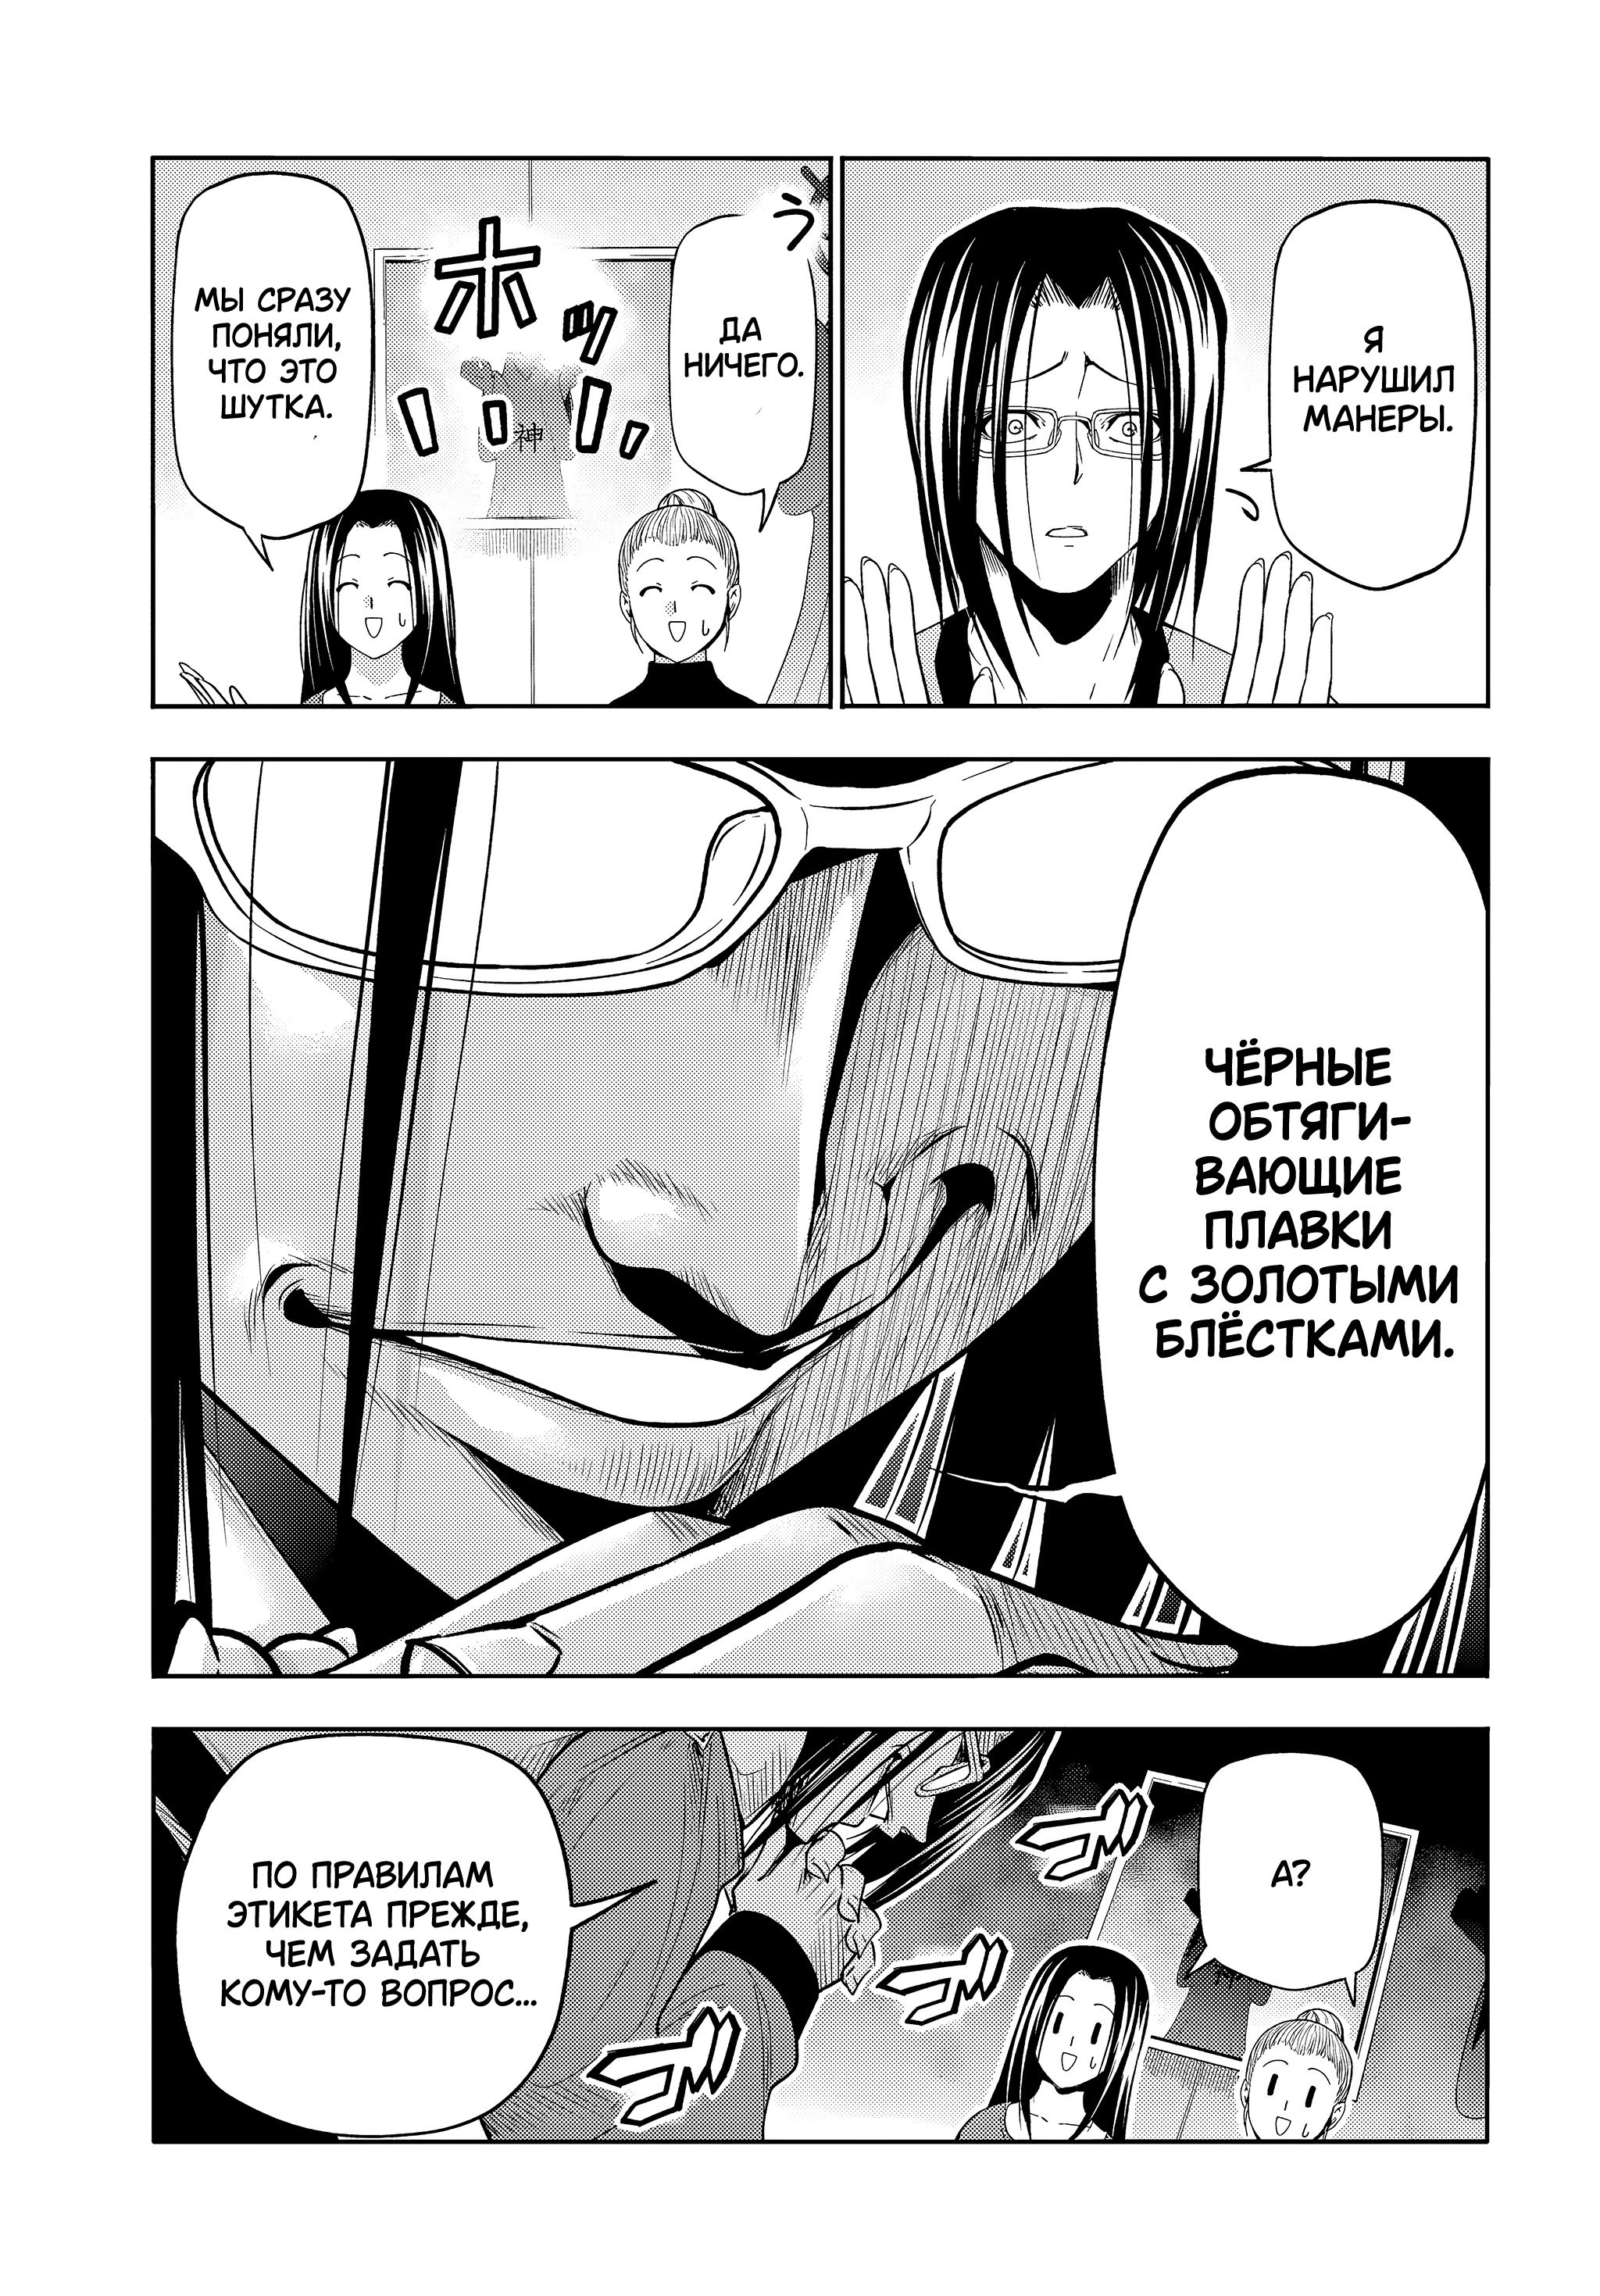 Я
НАРУШИЛ
МАНЕРЫ.
う
ДА
НИЧЕГО.
ホッ
神
МЫ СРАЗУ
ПОНЯЛИ,
ЧТО ЭТО
ШУТКА.
ЧЁРНЫЕ
ОБТЯГИ-
ВАЮЩИЕ
ПЛАВКИ
С ЗОЛОТЫМИ
БЛЁСТКАМИ.
А?
ПО ПРАВИЛАМ
ЭТИКЕТА ПРЕЖДЕ,
ЧЕМ ЗАДАТЬ
КОМУ-ТО ВОПРОС...